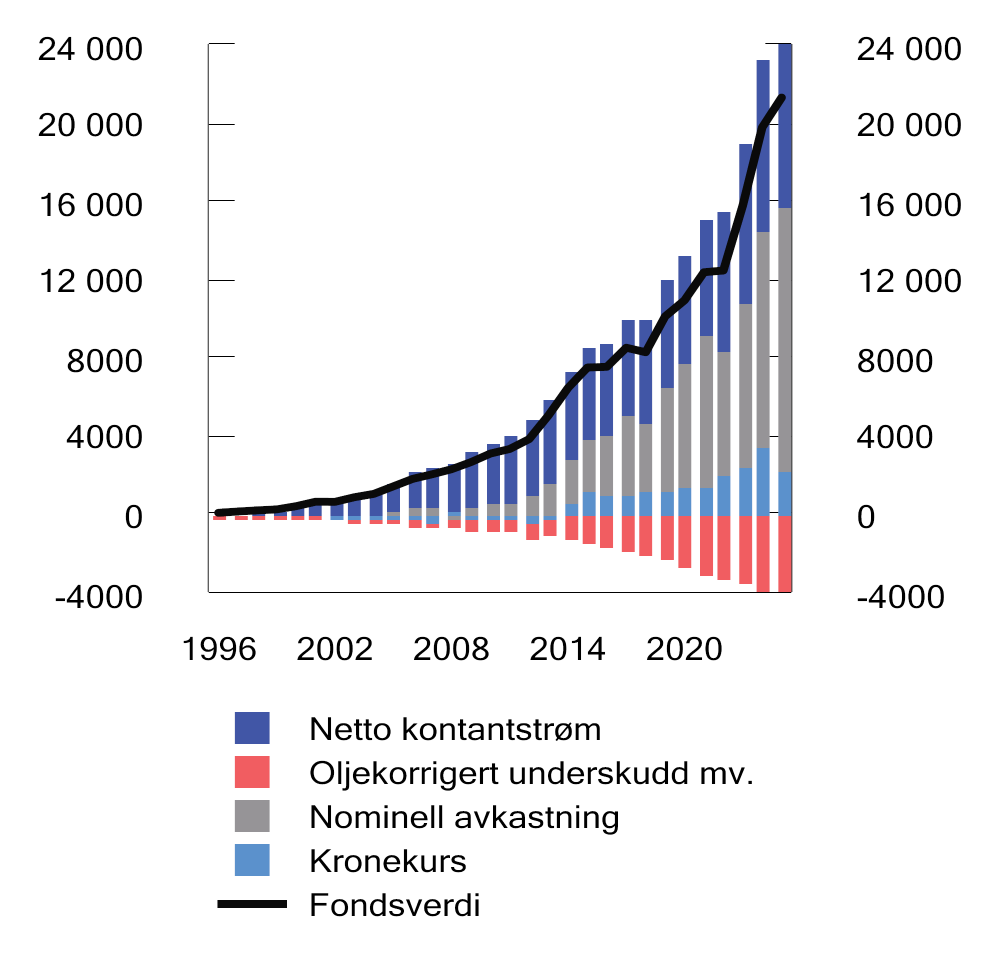 24 000 24 000
20 000 20 000
16 000 16 000
12 000 12 000
8000 8000
4000 4000
0 0
-4000 -4000
1996 2002 2008 2014 2020
Netto kontantstrøm
Oljekorrigert underskudd mv.
Nominell avkastning
Kronekurs
Fondsverdi